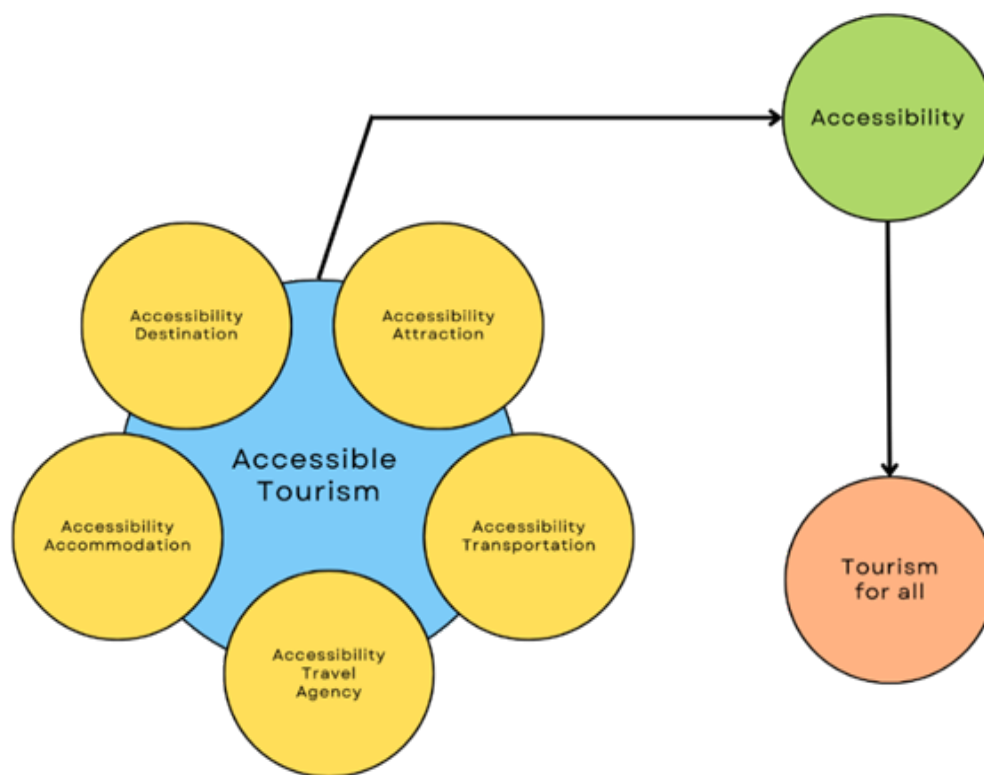 Accessibility
Accessibility
Destination
Accessibility
Attraction
Accessible
Tourism
Accessibility
Accommodation
Accessibility
Transportation
Accessibility
Travel
Agency
Tourism
for all